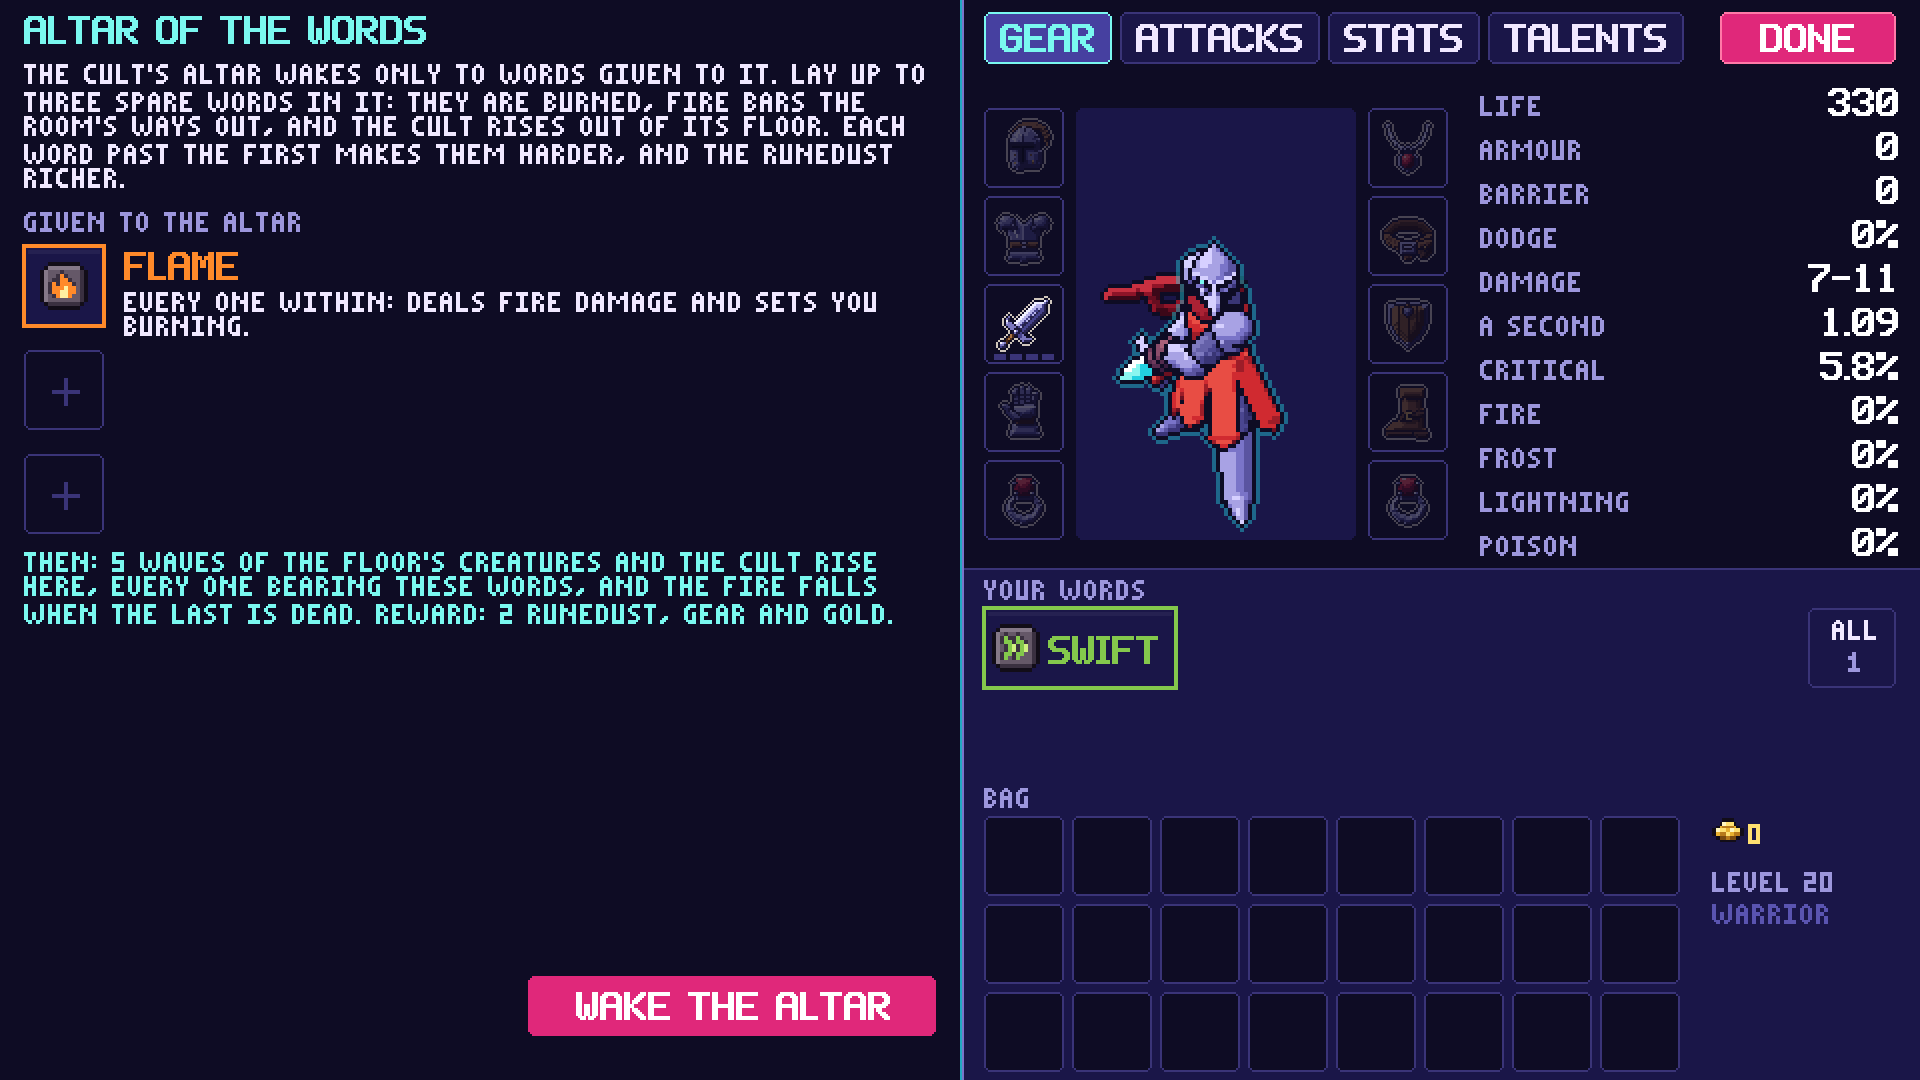 ALTAR OF THE WORDS
THE CULT'S ALTAR WAKES ONLY TO WORDS GIVEN TO IT. LAY UP TO
THREE SPARE WORDS IN IT: THEY ARE BURNED, FIRE BARS THE
ROOM'S WAYS OUT, AND THE CULT RISES OUT OF ITS FLOOR. EACH
WORD PAST THE FIRST MAKES THEM HARDER, AND THE RUNEDUST
RICHER.
GIVEN TO THE ALTAR
FLAME
EVERY ONE WITHIN: DEALS FIRE DAMAGE AND SETS YOU
BURNING.
THEN: 5 WAVES OF THE FLOOR'S CREATURES AND THE CULT RISE
HERE, EVERY ONE BEARING THESE WORDS, AND THE FIRE FALLS
WHEN THE LAST IS DEAD. REWARD: 2 RUNEDUST, GEAR AND GOLD.
WAKE THE ALTAR
GEAR ATTACKS STATS TALENTS DONE
LIFE 330
ARMOUR 0
BARRIER 0
DODGE 0%
DAMAGE 7-11
A SECOND 1.09
CRITICAL 5.8%
FIRE 0%
FROST 0%
LIGHTNING 0%
POISON 0%
YOUR WORDS
SWIFT
ALL
1
BAG
0
LEVEL 20
WARRIOR